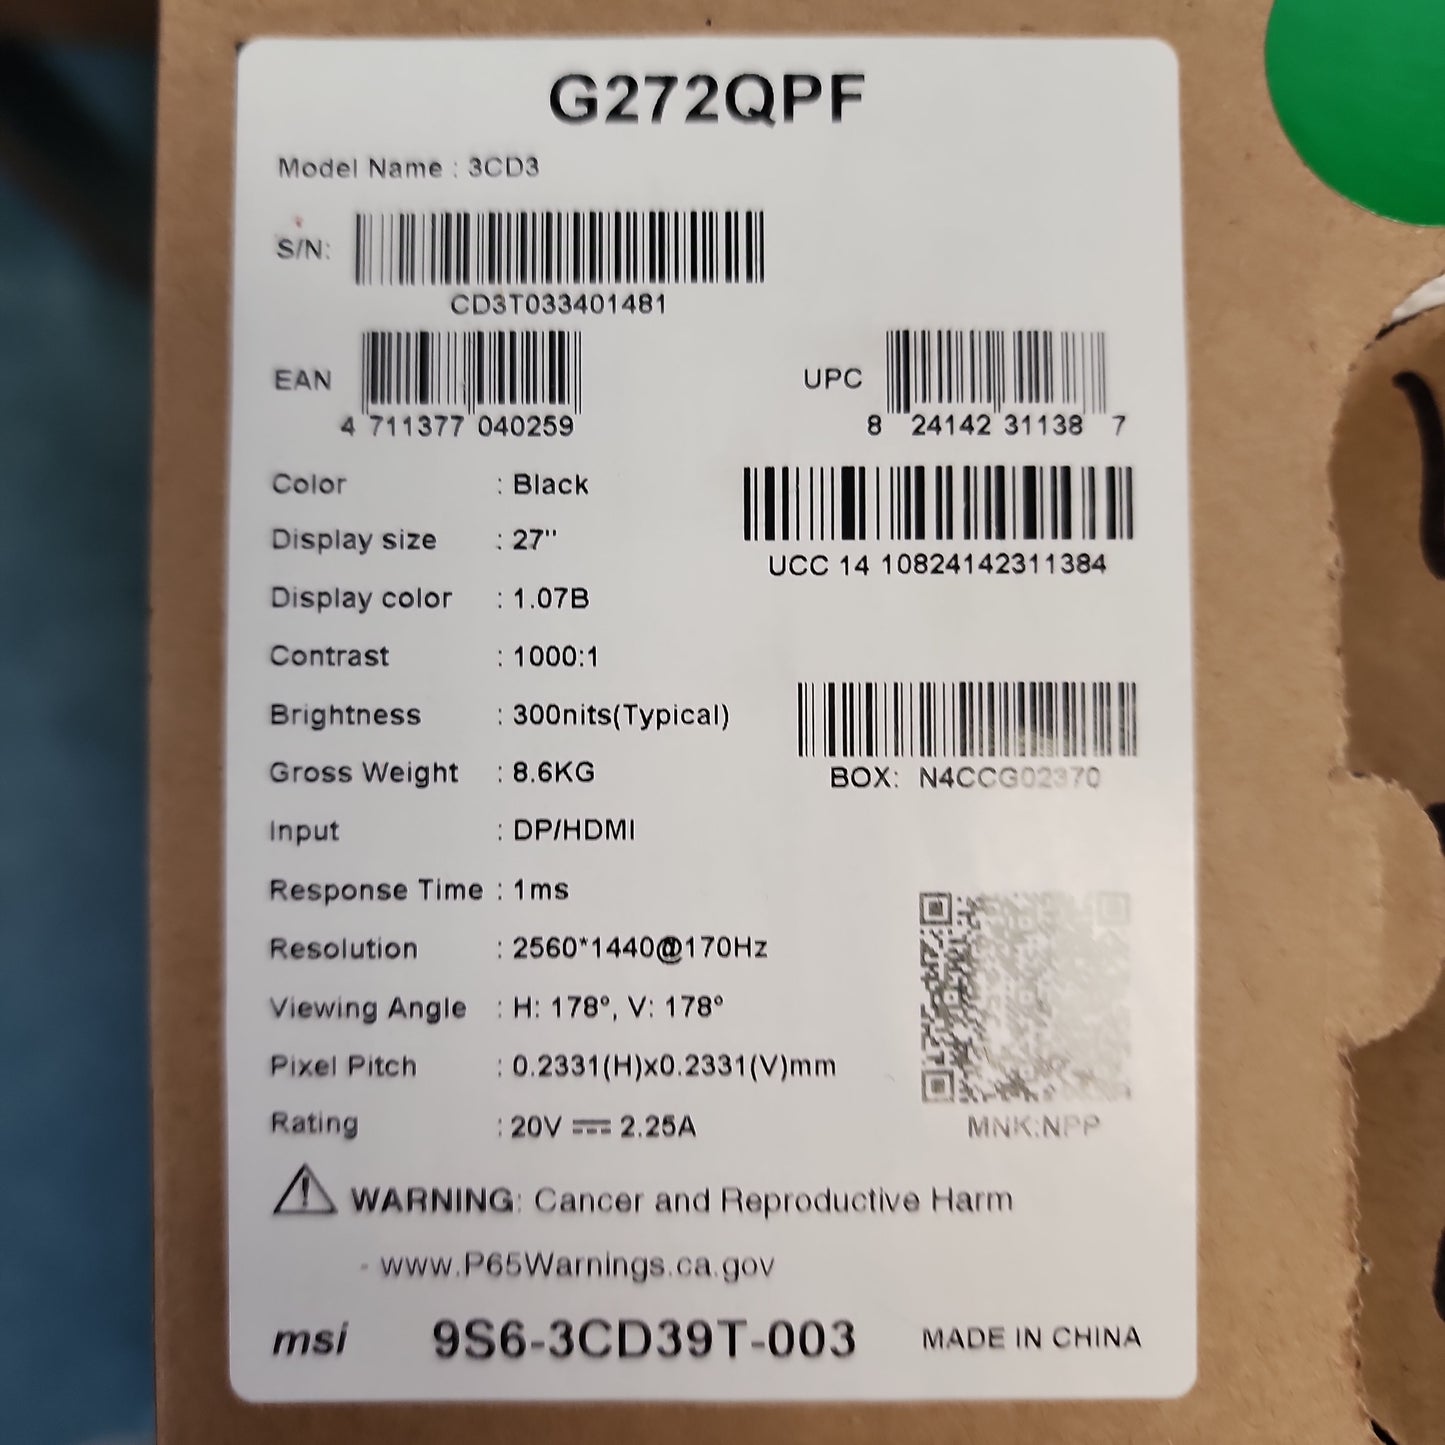 G272QPF
Model Name : 3CD3
S/N:
CD3T033401481
EAN
4 711377 040259
UPC
8 24142 31138 7
Color : Black
UCC 14 10824142311384
Display size : 27''
Display color : 1.07B
Contrast : 1000:1
Brightness : 300nits(Typical)
BOX: N4CCG02370
Gross Weight : 8.6KG
Input : DP/HDMI
Response Time : 1ms
Resolution : 2560*1440@170Hz
Viewing Angle : H: 178°, V: 178°
Pixel Pitch : 0.2331(H)x0.2331(V)mm
Rating : 20V ⎓ 2.25A
MNK:NPP
WARNING: Cancer and Reproductive Harm
- www.P65Warnings.ca.gov
msi 9S6-3CD39T-003 MADE IN CHINA